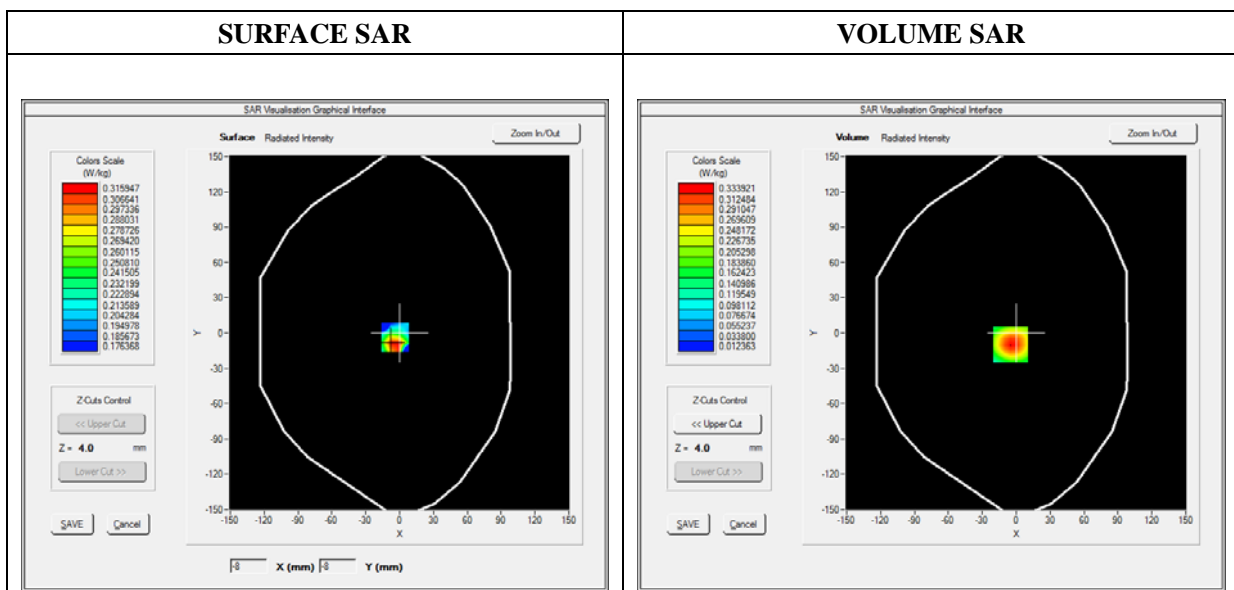 SURFACE SAR
VOLUME SAR
SAR Visualisation Graphical Interface
Surface Radiated Intensity
Zoom In/Out
Colors Scale
(W/kg)
0.315947
0.306641
0.297336
0.288031
0.278726
0.269420
0.260115
0.250810
0.241505
0.232199
0.222894
0.213589
0.204284
0.194978
0.185673
0.176368
Z-Cuts Control
<< Upper Cut
Z = 4.0 mm
Lower Cut >>
SAVE
Cancel
150
120
90
60
30
0
-30
-60
-90
-120
-150
Y
-150 -120 -90 -60 -30 0 30 60 90 120 150
X
-8 X (mm) -8 Y (mm)
SAR Visualisation Graphical Interface
Volume Radiated Intensity
Zoom In/Out
Colors Scale
(W/kg)
0.333921
0.312484
0.291047
0.269609
0.248172
0.226735
0.205298
0.183860
0.162423
0.140986
0.119549
0.098112
0.076674
0.055237
0.033800
0.012363
Z-Cuts Control
<< Upper Cut
Z = 4.0 mm
Lower Cut >>
SAVE
Cancel
150
120
90
60
30
0
-30
-60
-90
-120
-150
Y
-150 -120 -90 -60 -30 0 30 60 90 120 150
X